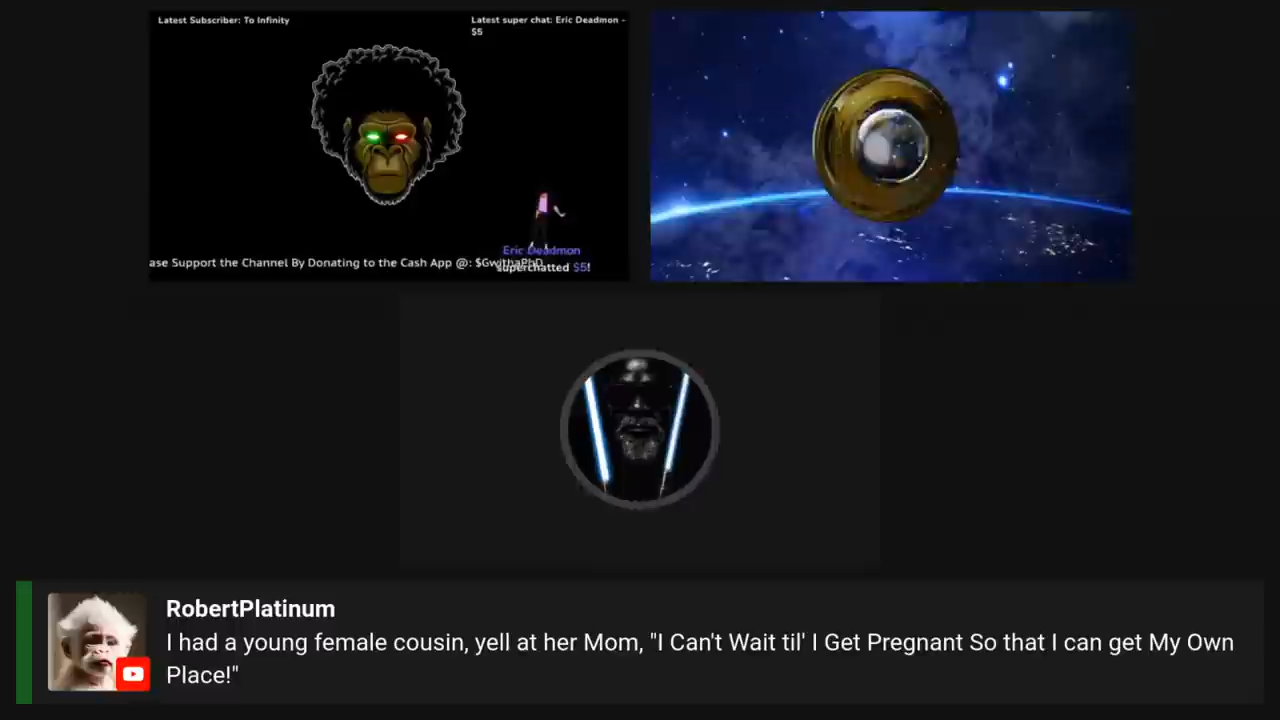 Latest Subscriber: To Infinity
Latest super chat: Eric Deadmon -
$5
Eric Deadmon
ase Support the Channel By Donating to the Cash App @: $GwithaPhD
superchatted $5!
RobertPlatinum
I had a young female cousin, yell at her Mom, "I Can't Wait til' I Get Pregnant So that I can get My Own
Place!"